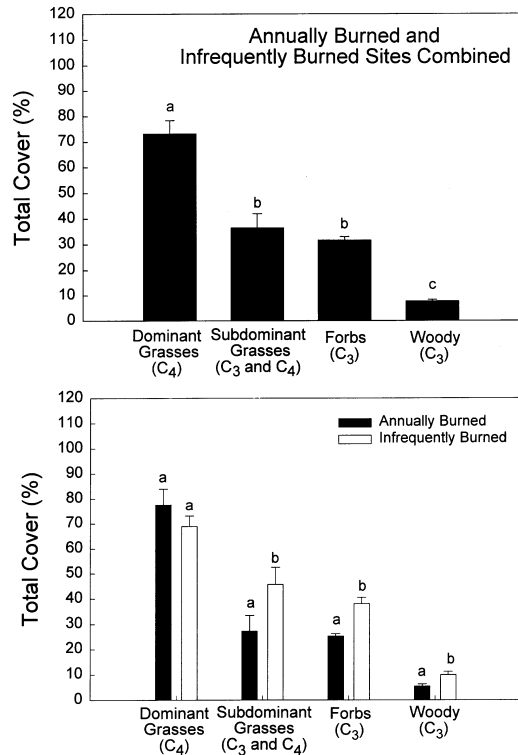 Annually Burned and
Infrequently Burned Sites Combined
Total Cover (%)
120
110
100
90
80
70
60
50
40
30
20
10
0
a
b
b
c
Dominant
Grasses
(C4)
Subdominant
Grasses
(C3 and C4)
Forbs
(C3)
Woody
(C3)
Total Cover (%)
120
110
100
90
80
70
60
50
40
30
20
10
0
Annually Burned
Infrequently Burned
a
a
a
b
a
b
a
b
Dominant
Grasses
(C4)
Subdominant
Grasses
(C3 and C4)
Forbs
(C3)
Woody
(C3)